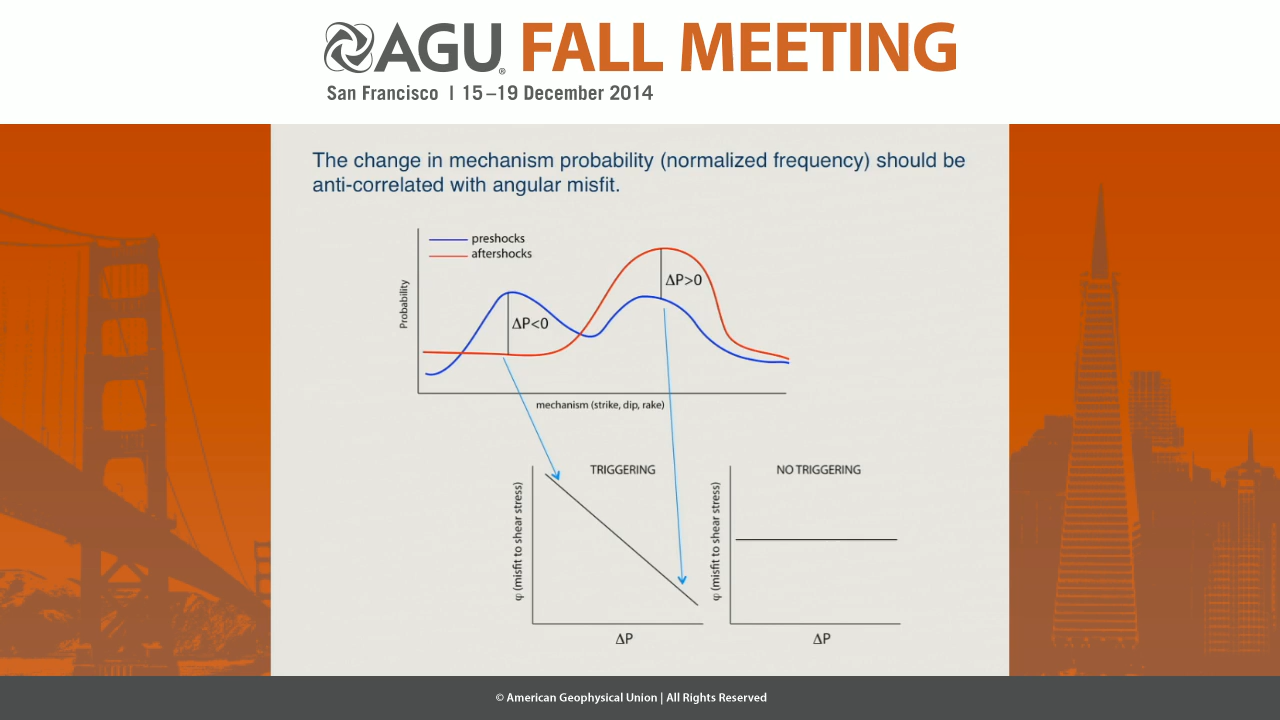 AGU® FALL MEETING
San Francisco | 15–19 December 2014
The change in mechanism probability (normalized frequency) should be
anti-correlated with angular misfit.
preshocks
aftershocks
Probability
ΔP<0
ΔP>0
mechanism (strike, dip, rake)
TRIGGERING
φ (misfit to shear stress)
ΔP
NO TRIGGERING
φ (misfit to shear stress)
ΔP
© American Geophysical Union | All Rights Reserved